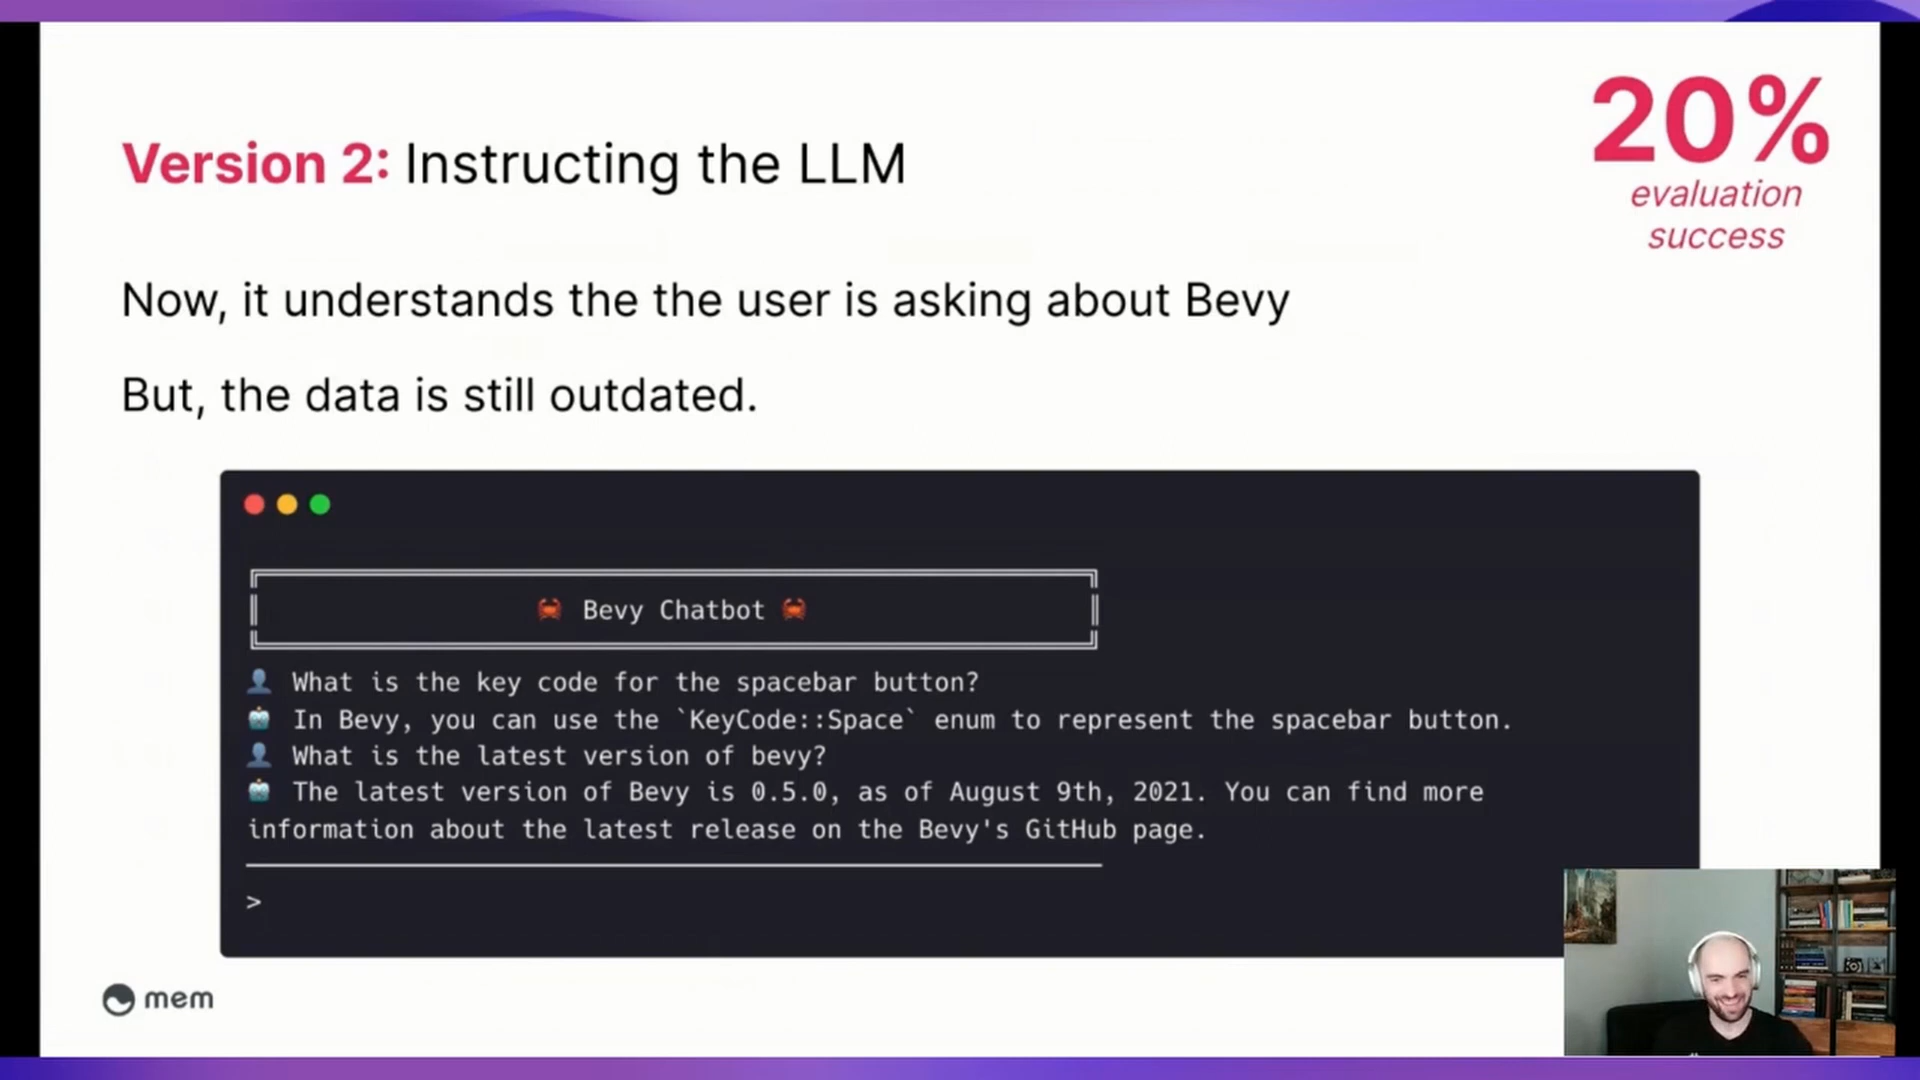 20%
evaluation
success
Version 2: Instructing the LLM
Now, it understands the the user is asking about Bevy
But, the data is still outdated.
Bevy Chatbot
What is the key code for the spacebar button?
In Bevy, you can use the `KeyCode::Space` enum to represent the spacebar button.
What is the latest version of bevy?
The latest version of Bevy is 0.5.0, as of August 9th, 2021. You can find more
information about the latest release on the Bevy's GitHub page.
>
mem